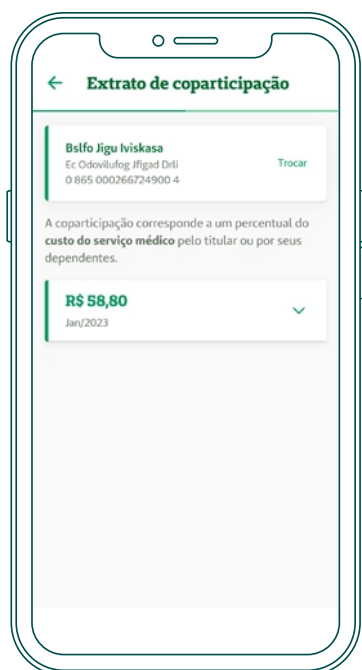 Extrato de coparticipação
Bslfo Jigu Iviskasa
Ec Odovilufog Jfigad Drli
Trocar
0 865 000266724900 4
A coparticipação corresponde a um percentual do
custo do serviço médico pelo titular ou por seus
dependentes.
R$ 58,80
Jan/2023